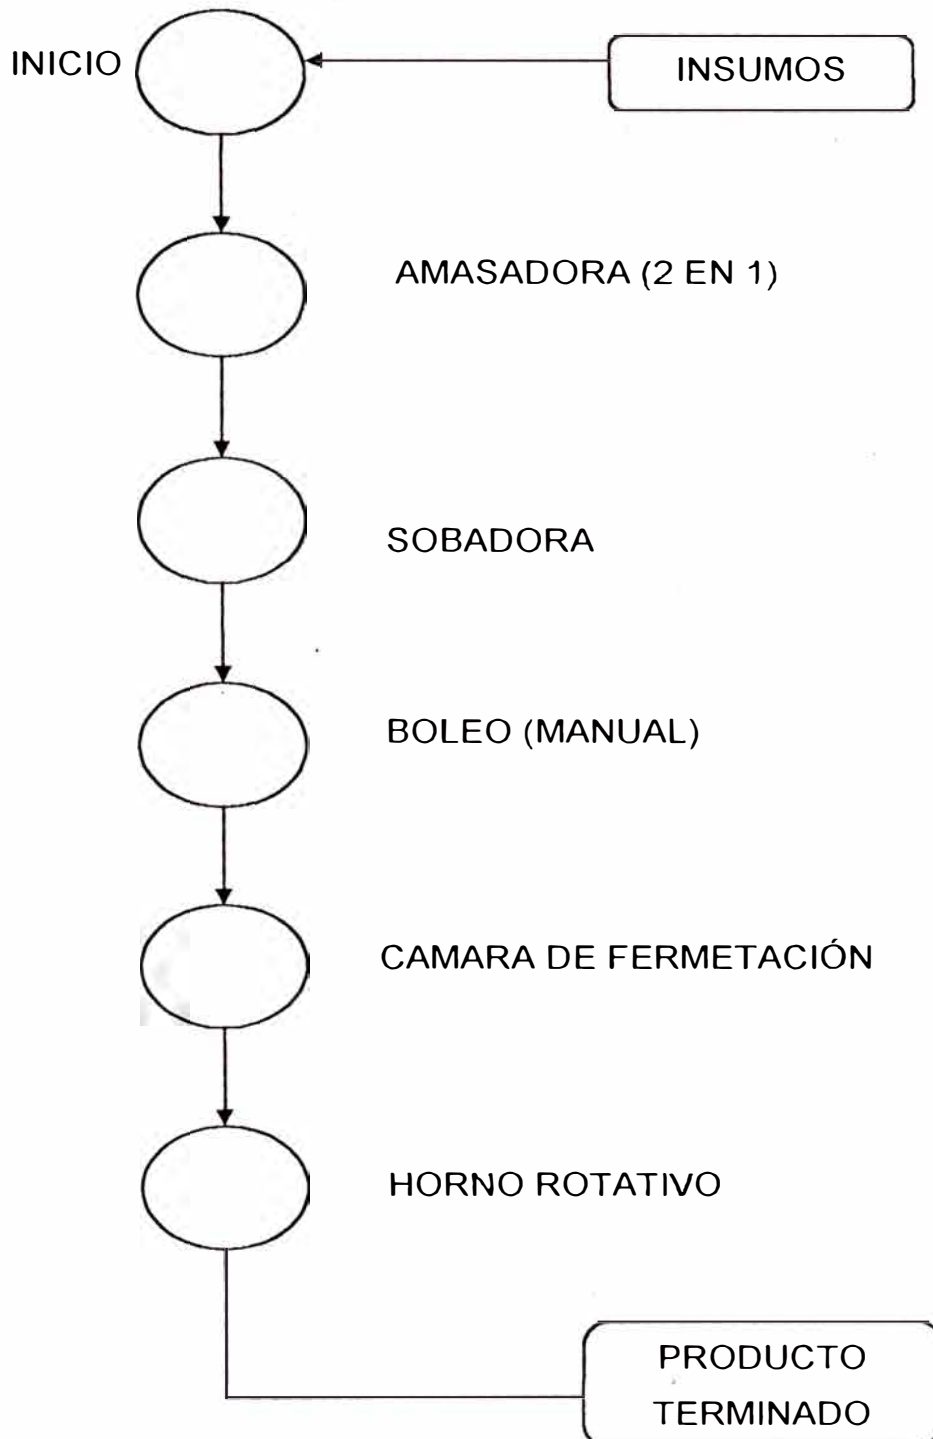 INICIO
INSUMOS
AMASADORA (2 EN 1)
SOBADORA
BOLEO (MANUAL)
CAMARA DE FERMETACIÓN
HORNO ROTATIVO
PRODUCTO
TERMINADO